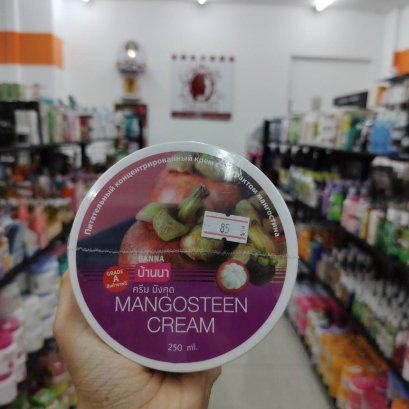 Питательный концентрированный крем с экстрактом мангостина
85
BANNA
GRADE
A
บ้านนา
ครีม มังคุด
MANGOSTEEN
CREAM
250 ml.